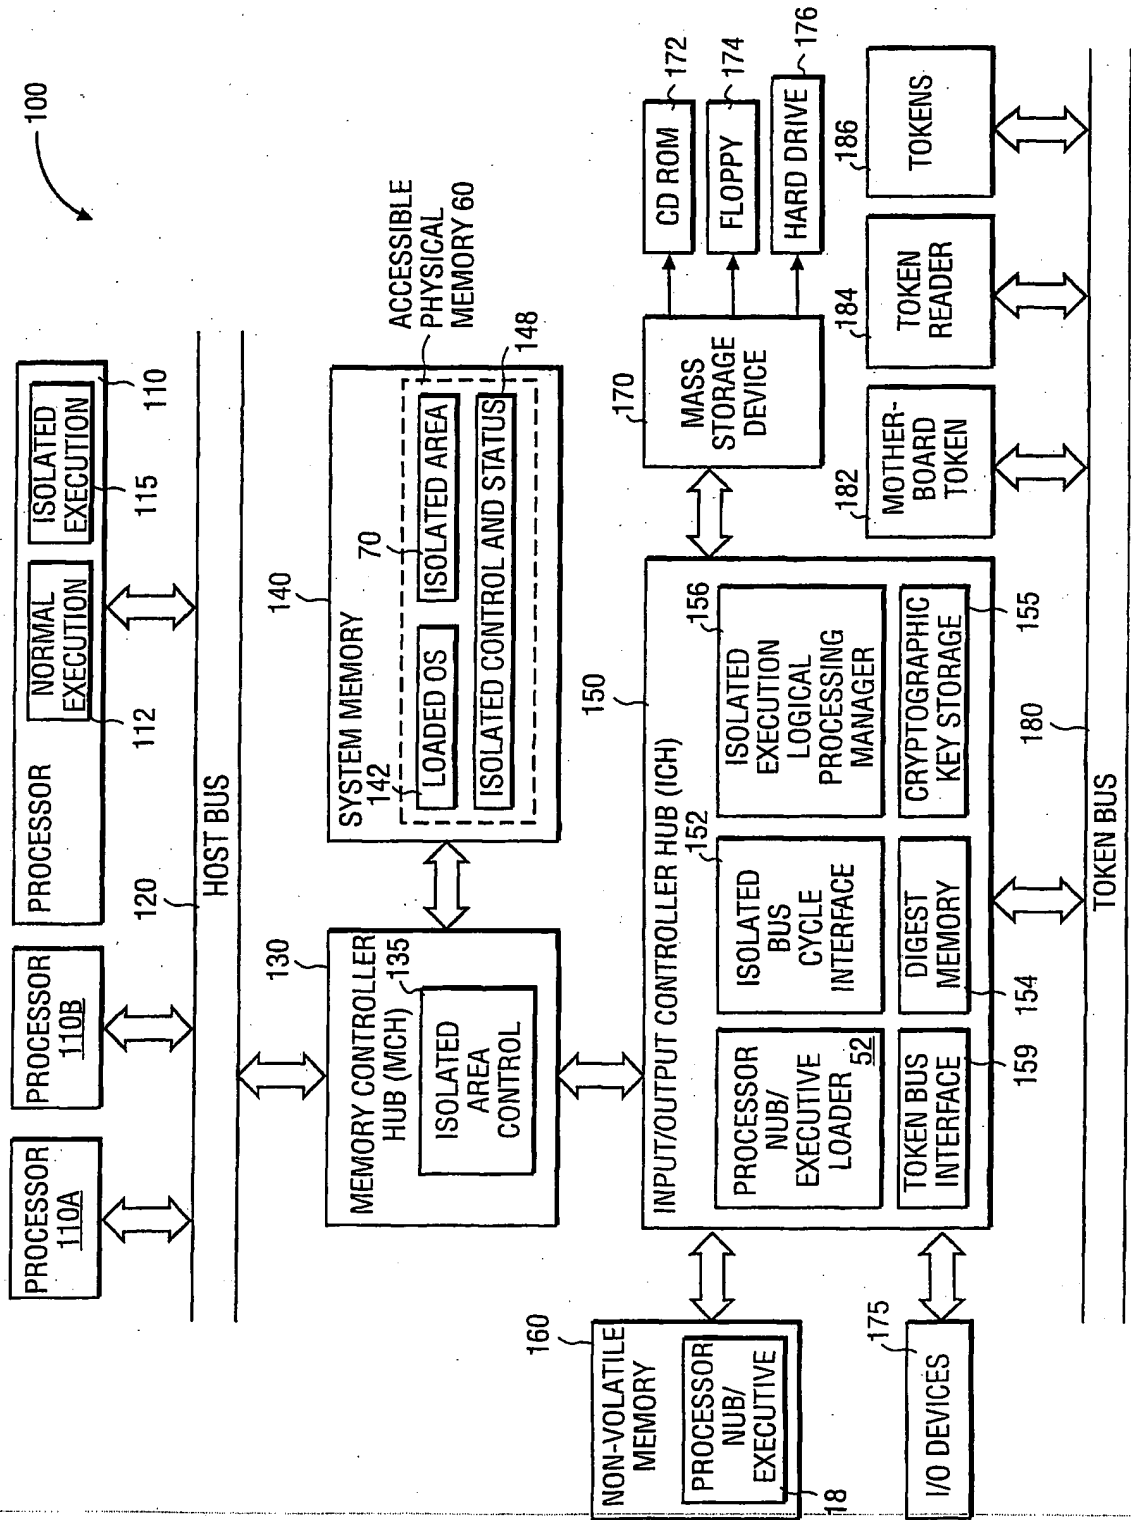 100
PROCESSOR
110A
PROCESSOR
110B
PROCESSOR
NORMAL
EXECUTION
112
ISOLATED
EXECUTION
115
110
120
HOST BUS
130
MEMORY CONTROLLER
HUB (MCH)
135
ISOLATED
AREA
CONTROL
140
SYSTEM MEMORY
142
LOADED OS
70
ISOLATED AREA
ISOLATED CONTROL AND STATUS
148
ACCESSIBLE
PHYSICAL
MEMORY 60
150
INPUT/OUTPUT CONTROLLER HUB (ICH)
PROCESSOR
NUB/
EXECUTIVE
LOADER
52
152
ISOLATED
BUS
CYCLE
INTERFACE
156
ISOLATED
EXECUTION
LOGICAL
PROCESSING
MANAGER
TOKEN BUS
INTERFACE
159
DIGEST
MEMORY
154
CRYPTOGRAPHIC
KEY STORAGE
155
160
NON-VOLATILE
MEMORY
PROCESSOR
NUB/
EXECUTIVE
18
175
I/O DEVICES
170
MASS
STORAGE
DEVICE
CD ROM
172
FLOPPY
174
HARD DRIVE
176
182
MOTHER-
BOARD
TOKEN
184
TOKEN
READER
186
TOKENS
180
TOKEN BUS